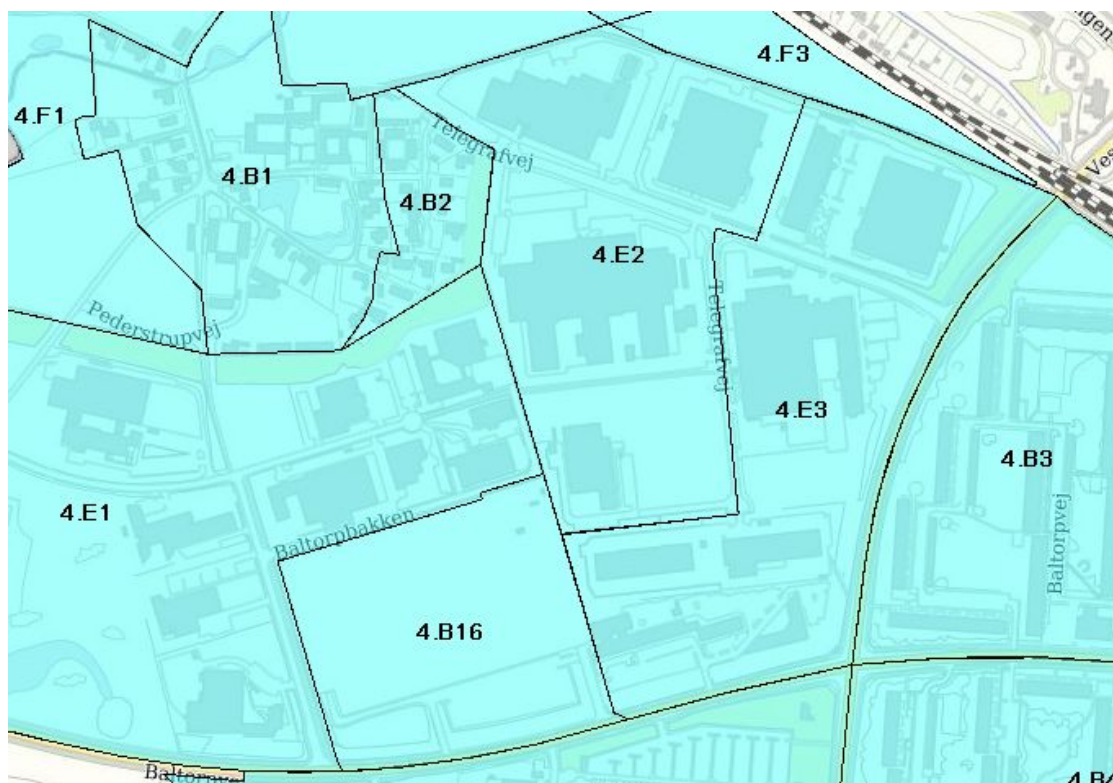 4.F3
4.F1
Telegrafvej
4.B1
4.B2
4.E2
Pederstrupvej
Telegrafvej
4.E3
4.B3
4.E1
Baltorpvej
Baltorpbakken
4.B16